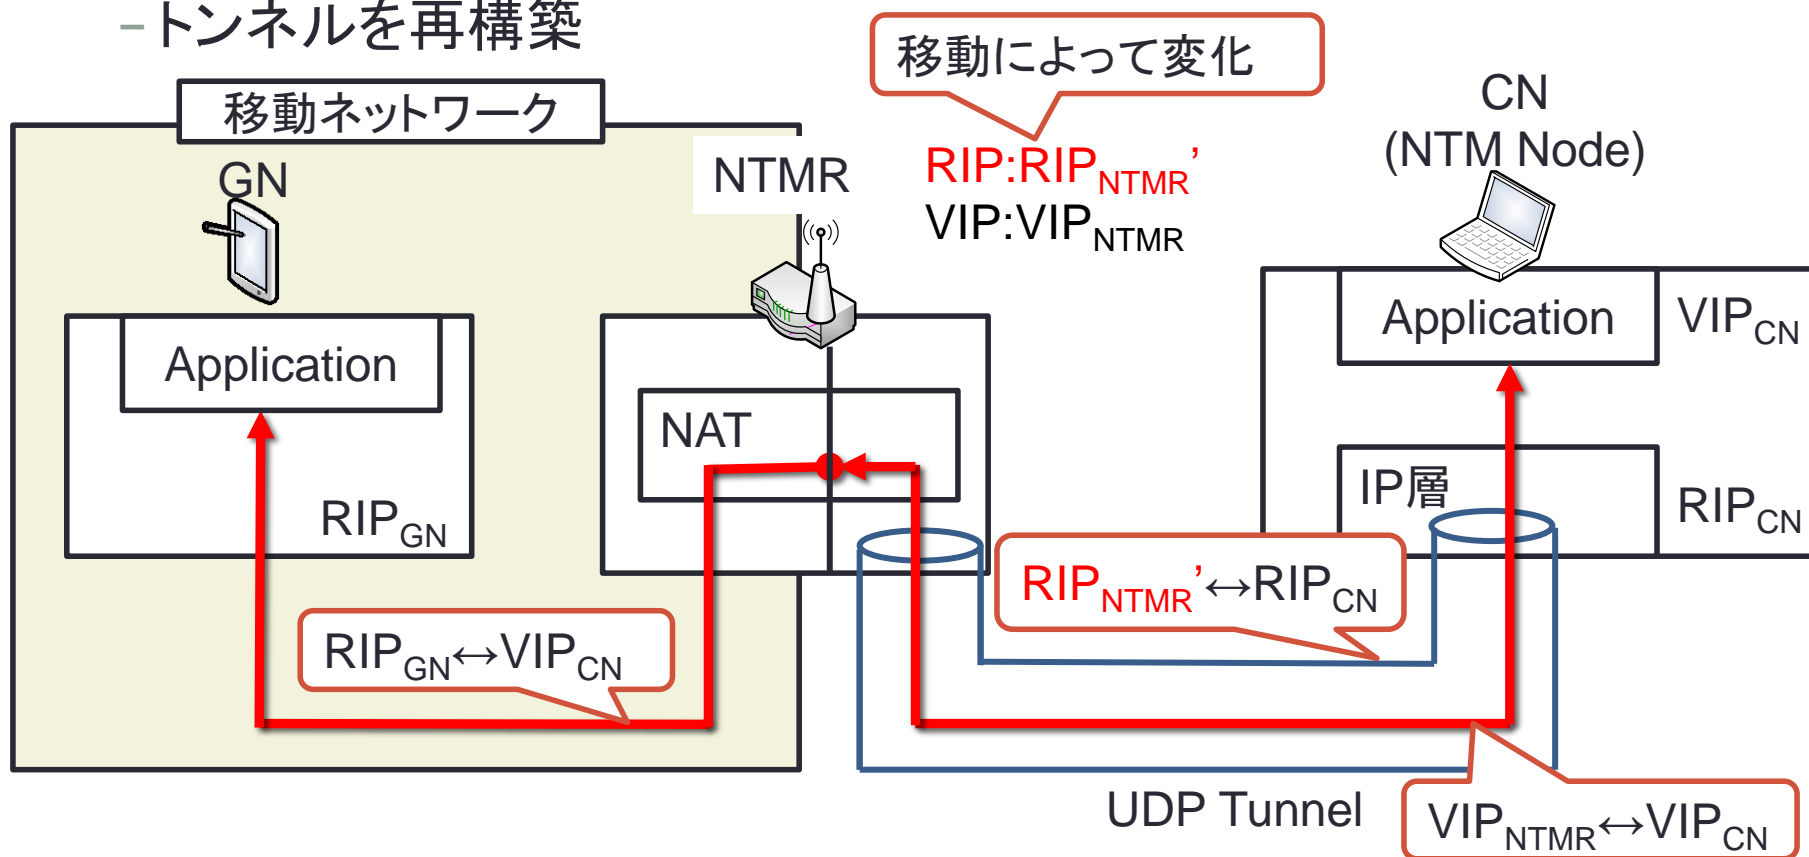 –トンネルを再構築
移動によって変化
移動ネットワーク
CN
(NTM Node)
GN
NTMR
RIP:RIPNTMR’
VIP:VIPNTMR
Application
RIPGN
NAT
Application
VIPCN
IP層
RIPCN
RIPNTMR’↔RIPCN
RIPGN↔VIPCN
UDP Tunnel
VIPNTMR↔VIPCN